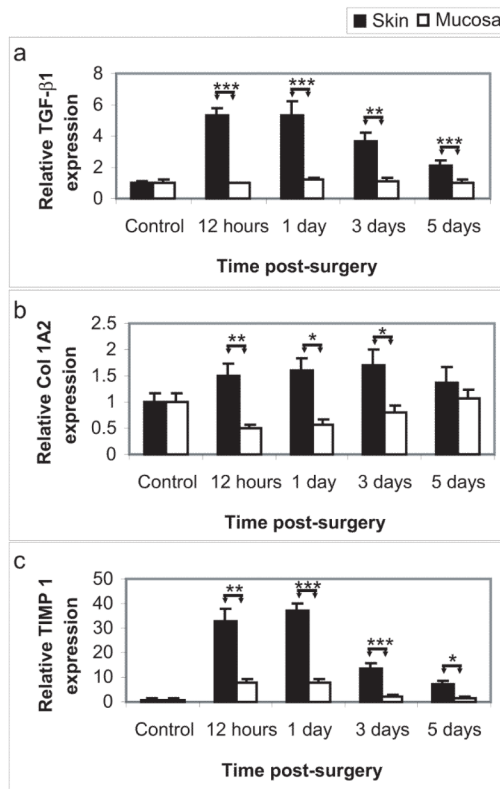 Skin Mucosa
a
Relative TGF-β1
expression
8
6
4
2
0
***
***
**
***
Control 12 hours 1 day 3 days 5 days
Time post-surgery
b
Relative Col 1A2
expression
2.5
2
1.5
1
0.5
0
**
*
*
Control 12 hours 1 day 3 days 5 days
Time post-surgery
c
Relative TIMP 1
expression
50
40
30
20
10
0
**
***
***
*
Control 12 hours 1 day 3 days 5 days
Time post-surgery